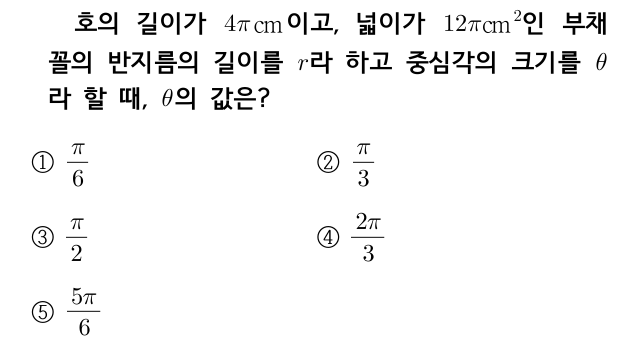 호의 길이가 $4\pi\,\mathrm{cm}$이고, 넓이가 $12\pi\mathrm{cm}^2$인 부채
꼴의 반지름의 길이를 $r$라 하고 중심각의 크기를 $\theta$
라 할 때, $\theta$의 값은?
① $\frac{\pi}{6}$ ② $\frac{\pi}{3}$
③ $\frac{\pi}{2}$ ④ $\frac{2\pi}{3}$
⑤ $\frac{5\pi}{6}$